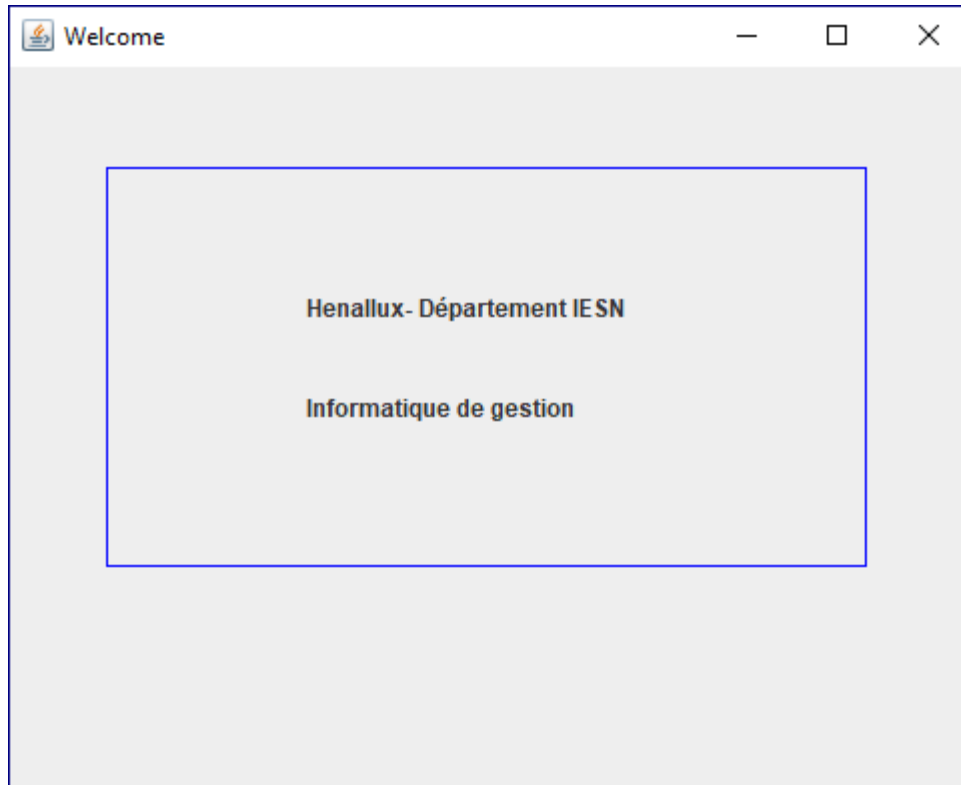 Welcome
Henallux- Département IESN
Informatique de gestion